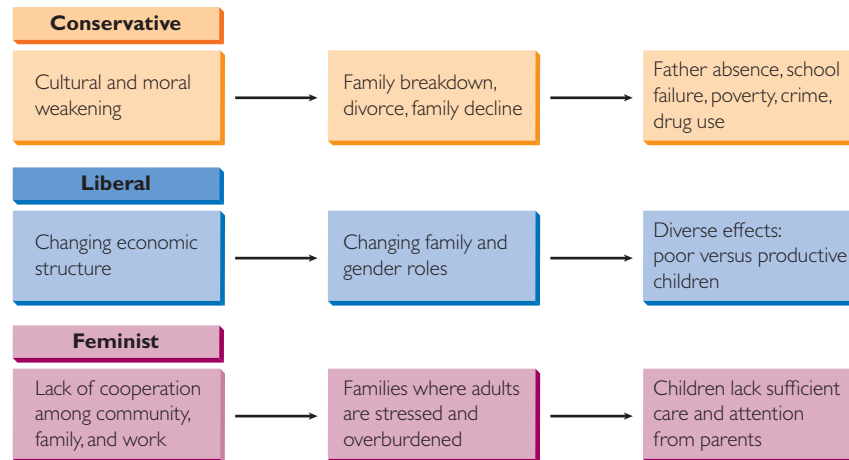 Conservative
Cultural and moral
weakening
Family breakdown,
divorce, family decline
Father absence, school
failure, poverty, crime,
drug use
Liberal
Changing economic
structure
Changing family and
gender roles
Diverse effects:
poor versus productive
children
Feminist
Lack of cooperation
among community,
family, and work
Families where adults
are stressed and
overburdened
Children lack sufficient
care and attention
from parents